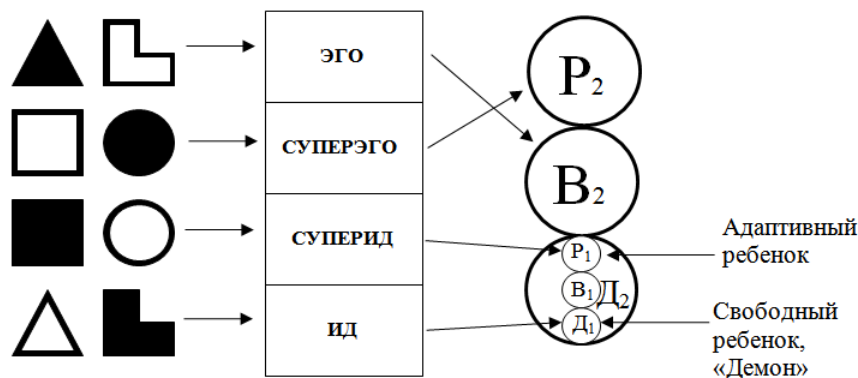 ЭГО
СУПЕРЭГО
СУПЕРИД
ИД
Р2
В2
Р1
В1
Д2
Д1
Адаптивный
ребенок
Свободный
ребенок,
«Демон»